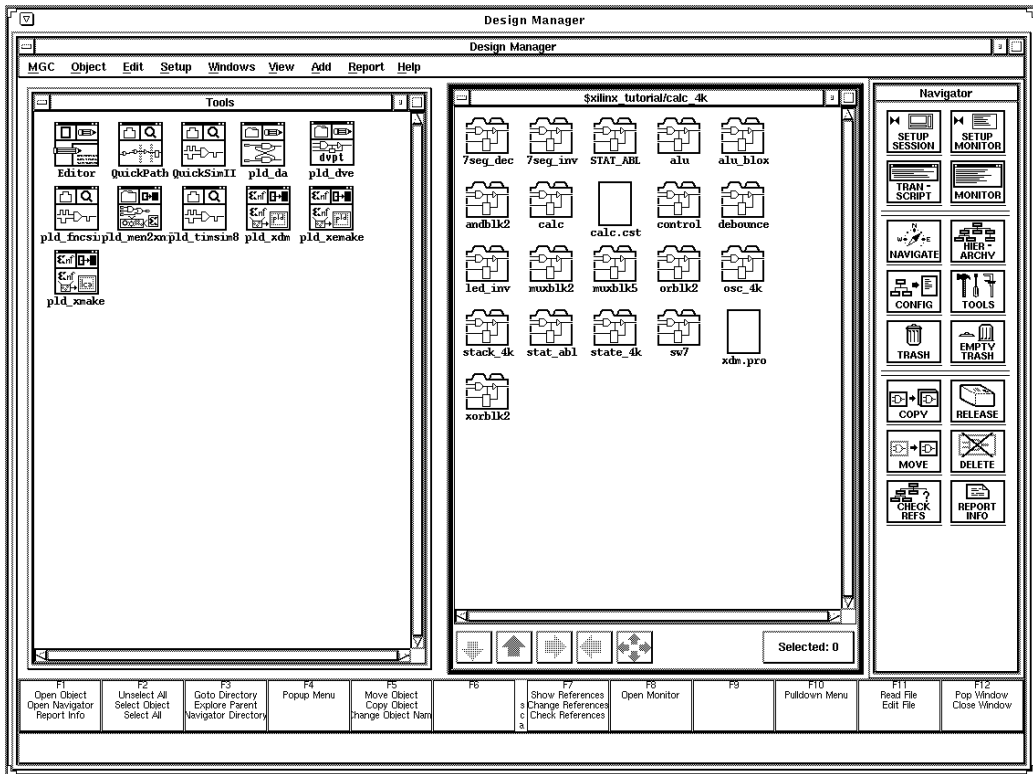 Design Manager
Design Manager
MGC Object Edit Setup Windows View Add Report Help
Tools
Editor QuickPath QuickSimII pld_da pld_dve
dvpt
pld_men2xn pld_timsim8 pld_xdm pld_xemake
pld_xmake
$xilinx_tutorial/calc_4k
7seg_dec 7seg_inv STAT_ABL alu alu_blox
andblk2 calc calc.cst control debounce
led_inv muxblk2 muxblk5 orblk2 osc_4k
stack_4k stat_abl state_4k sw7 xdm.pro
xorblk2
Selected: 0
Navigator
SETUP SESSION
SETUP MONITOR
TRAN - SCRIPT
MONITOR
NAVIGATE
HIER - ARCHY
CONFIG
TOOLS
TRASH
EMPTY TRASH
COPY
RELEASE
MOVE
DELETE
CHECK REFS
REPORT INFO
F1
Open Object
Open Navigator
Report Info
F2
Unselect All
Select Object
Select All
F3
Goto Directory
Explore Parent
Navigator Directory
F4
Popup Menu
F5
Move Object
Copy Object
Change Object Nam
F6
s
c
a
F7
Show References
Change References
Check References
F8
Open Monitor
F9
F10
Pulldown Menu
F11
Read File
Edit File
F12
Pop Window
Close Window